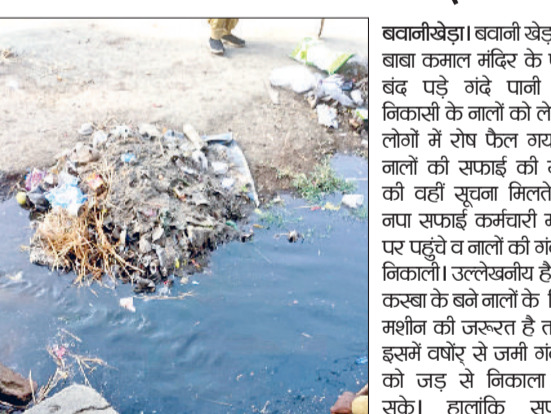 बवानीखेड़ा। बवानी
बाबा कमाल मंदिर के
बंद पड़े गंदे पानी
निकासी के नालों को
लोगों में रोष फैल
नालों की सफाई की
की वहीं सूचना मिलते
नपा सफाई कर्मचारी
पर पहुंचे व नालों की
निकाली। उल्लेखनीय है
कस्बा के बने नालों के
मशीन की जरूरत है
इसमें वर्षोंर् से जमी
को जड़ से निकाला
सके। हालांकि